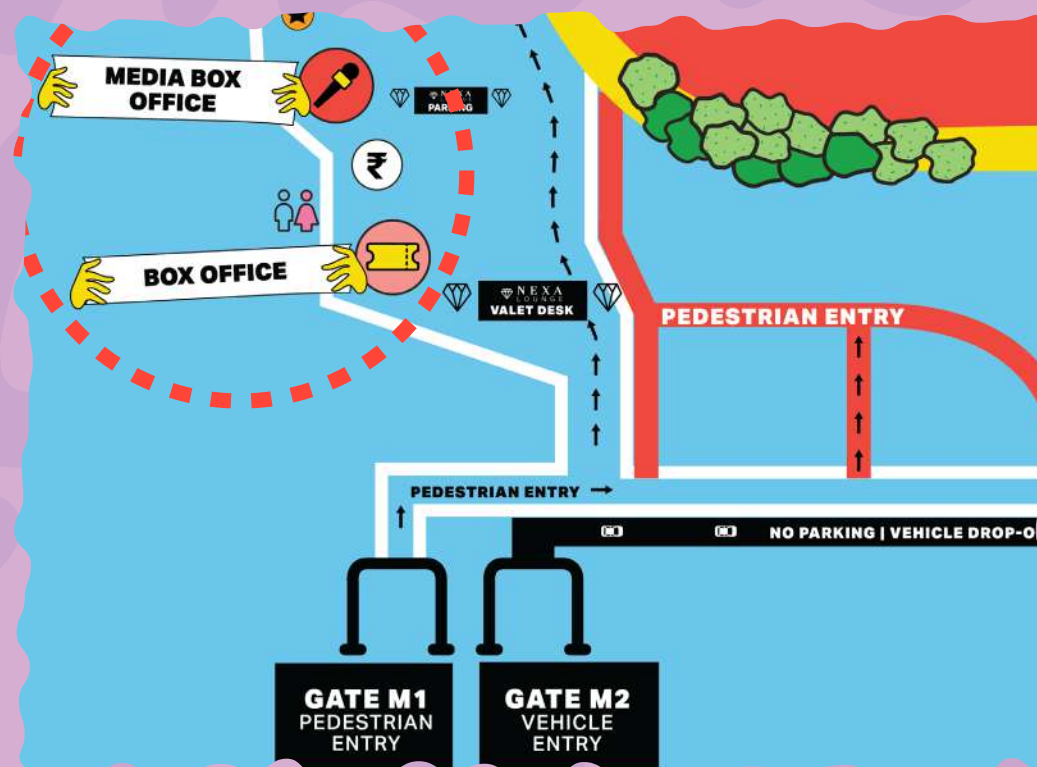 MEDIA BOX
OFFICE
NEXA
PARKING
₹
BOX OFFICE
NEXA
LOUNGE
VALET DESK
PEDESTRIAN ENTRY
PEDESTRIAN ENTRY
NO PARKING | VEHICLE DROP-O
GATE M1
PEDESTRIAN
ENTRY
GATE M2
VEHICLE
ENTRY